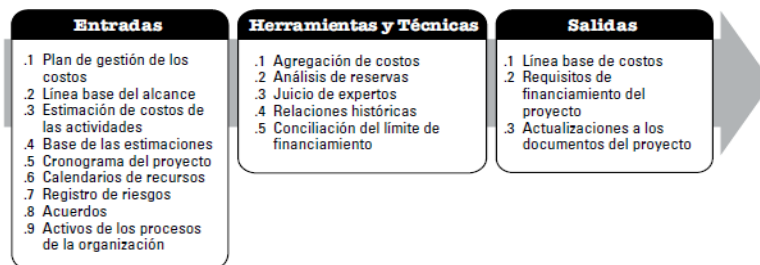 Entradas
.1 Plan de gestión de los
costos
.2 Línea base del alcance
.3 Estimación de costos de
las actividades
.4 Base de las estimaciones
.5 Cronograma del proyecto
.6 Calendarios de recursos
.7 Registro de riesgos
.8 Acuerdos
.9 Activos de los procesos
de la organización
Herramientas y Técnicas
.1 Agregación de costos
.2 Análisis de reservas
.3 Juicio de expertos
.4 Relaciones históricas
.5 Conciliación del límite de
financiamiento
Salidas
.1 Línea base de costos
.2 Requisitos de
financiamiento del
proyecto
.3 Actualizaciones a los
documentos del proyecto